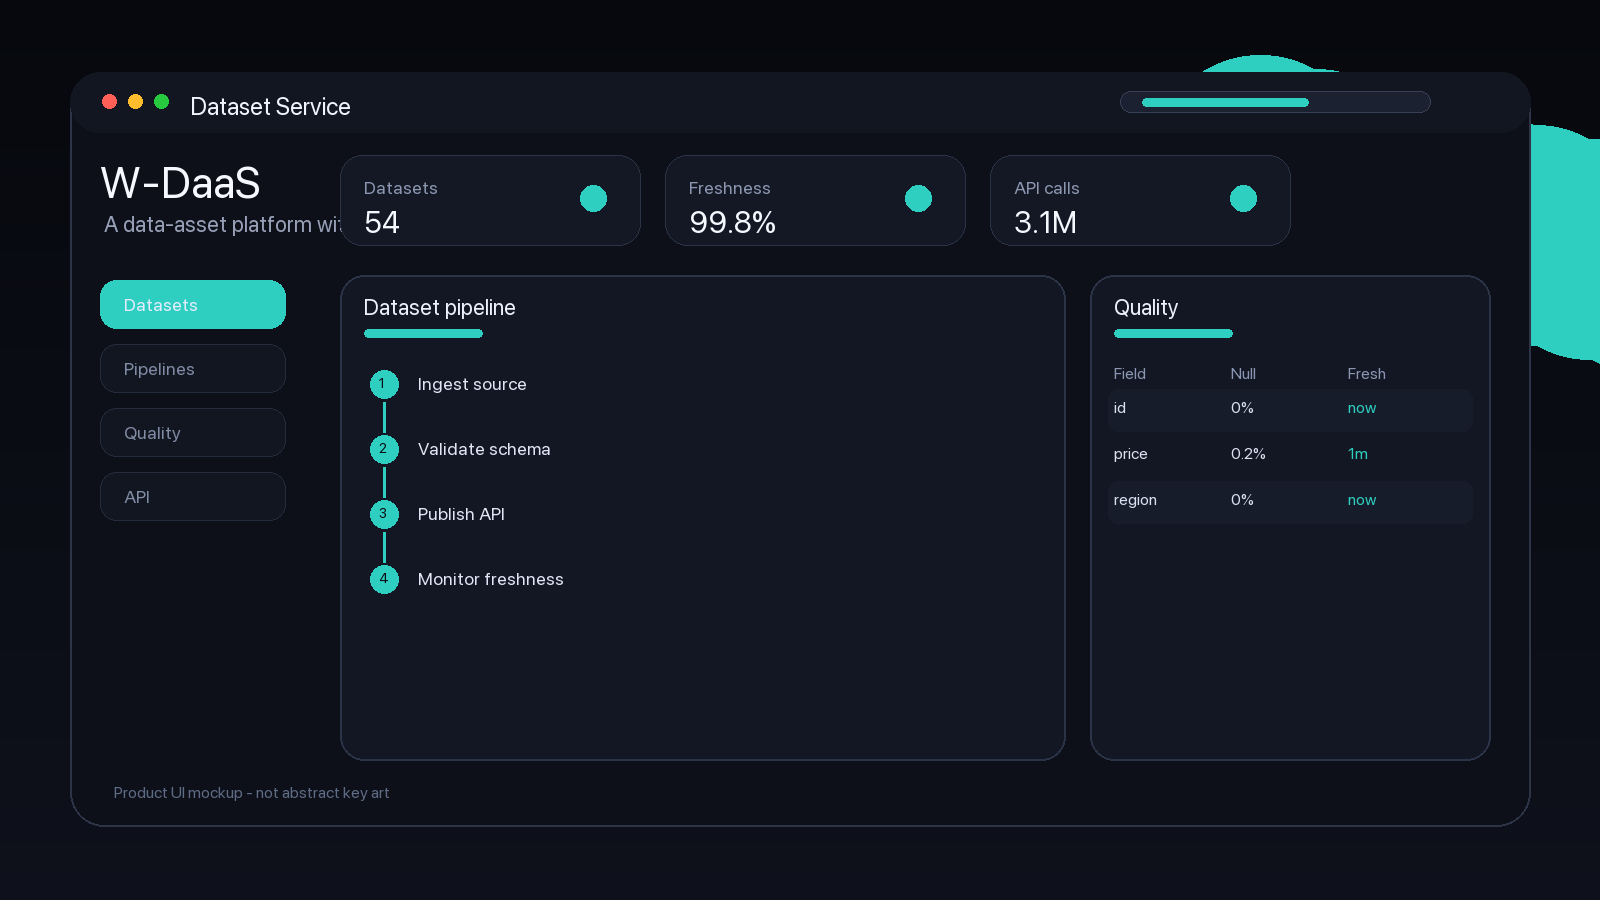 Dataset Service
W-DaaS
A data-asset platform
Datasets
54
Freshness
99.8%
API calls
3.1M
Datasets
Pipelines
Quality
API
Dataset pipeline
1 Ingest source
2 Validate schema
3 Publish API
4 Monitor freshness
Quality
Field Null Fresh
id 0% now
price 0.2% 1m
region 0% now
Product UI mockup - not abstract key art